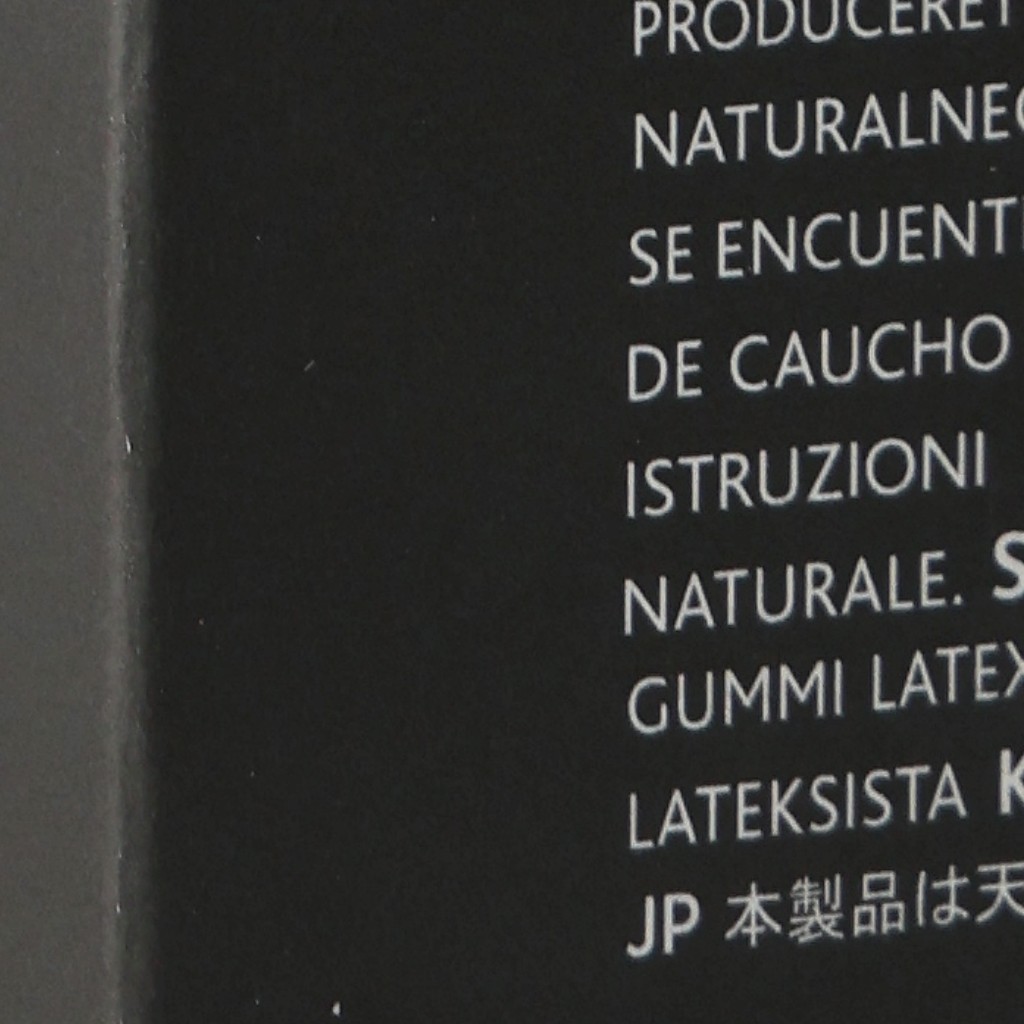 PRODUCERET
NATURALNEG
SE ENCUENT
DE CAUCHO
ISTRUZIONI
NATURALE. S
GUMMI LATEX
LATEKSISTA K
JP 本製品は天